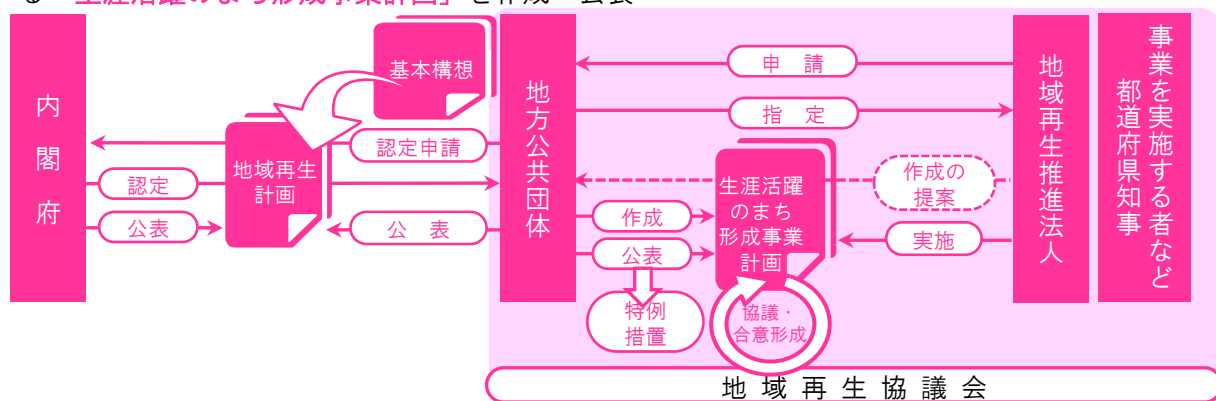 「生涯活躍のまち形成事業計画」を作成・公表
内閣府
基本構想
地域再生
計画
認定申請
認定
公表
公 表
地方公共団体
申 請
指 定
作成の
提案
作成
公表
実施
生涯活躍
のまち
形成事業
計画
特例
措置
協議・
合意形成
地域再生推進法人
事業を実施する者など
都道府県知事
地 域 再 生 協 議 会